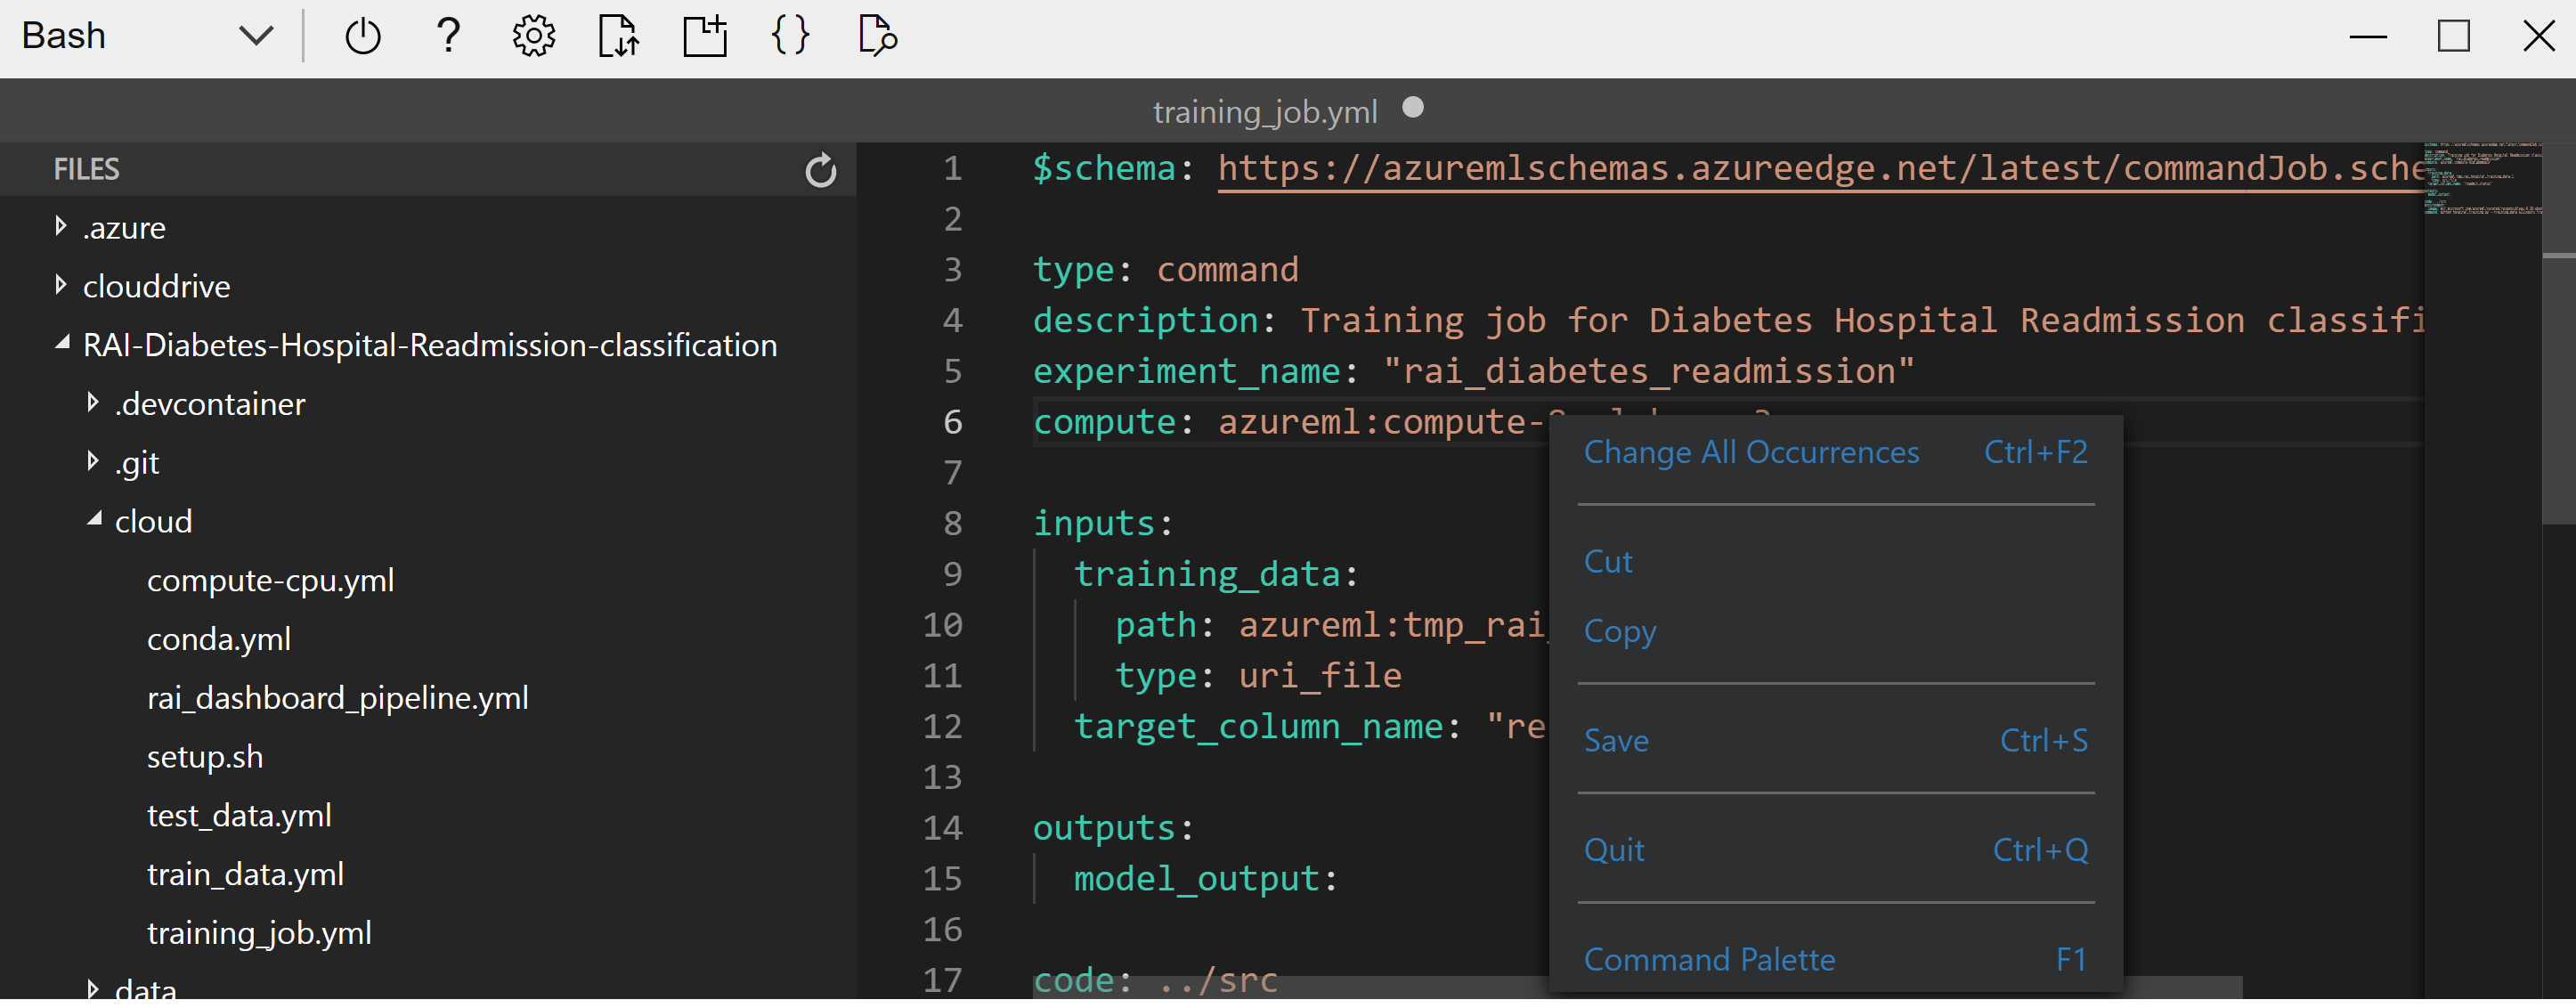 Bash
?
{ }
training_job.yml
FILES
.azure
clouddrive
RAI-Diabetes-Hospital-Readmission-classification
.devcontainer
.git
cloud
compute-cpu.yml
conda.yml
rai_dashboard_pipeline.yml
setup.sh
test_data.yml
train_data.yml
training_job.yml
data
1 $schema: https://azuremlschemas.azureedge.net/latest/commandJob.sche
2
3 type: command
4 description: Training job for Diabetes Hospital Readmission classifi
5 experiment_name: "rai_diabetes_readmission"
6 compute: azureml:compute-
7
8 inputs:
9 training_data:
10 path: azureml:tmp_rai_
11 type: uri_file
12 target_column_name: "re
13
14 outputs:
15 model_output:
16
17 code: ../src
Change All Occurrences Ctrl+F2
Cut
Copy
Save Ctrl+S
Quit Ctrl+Q
Command Palette F1